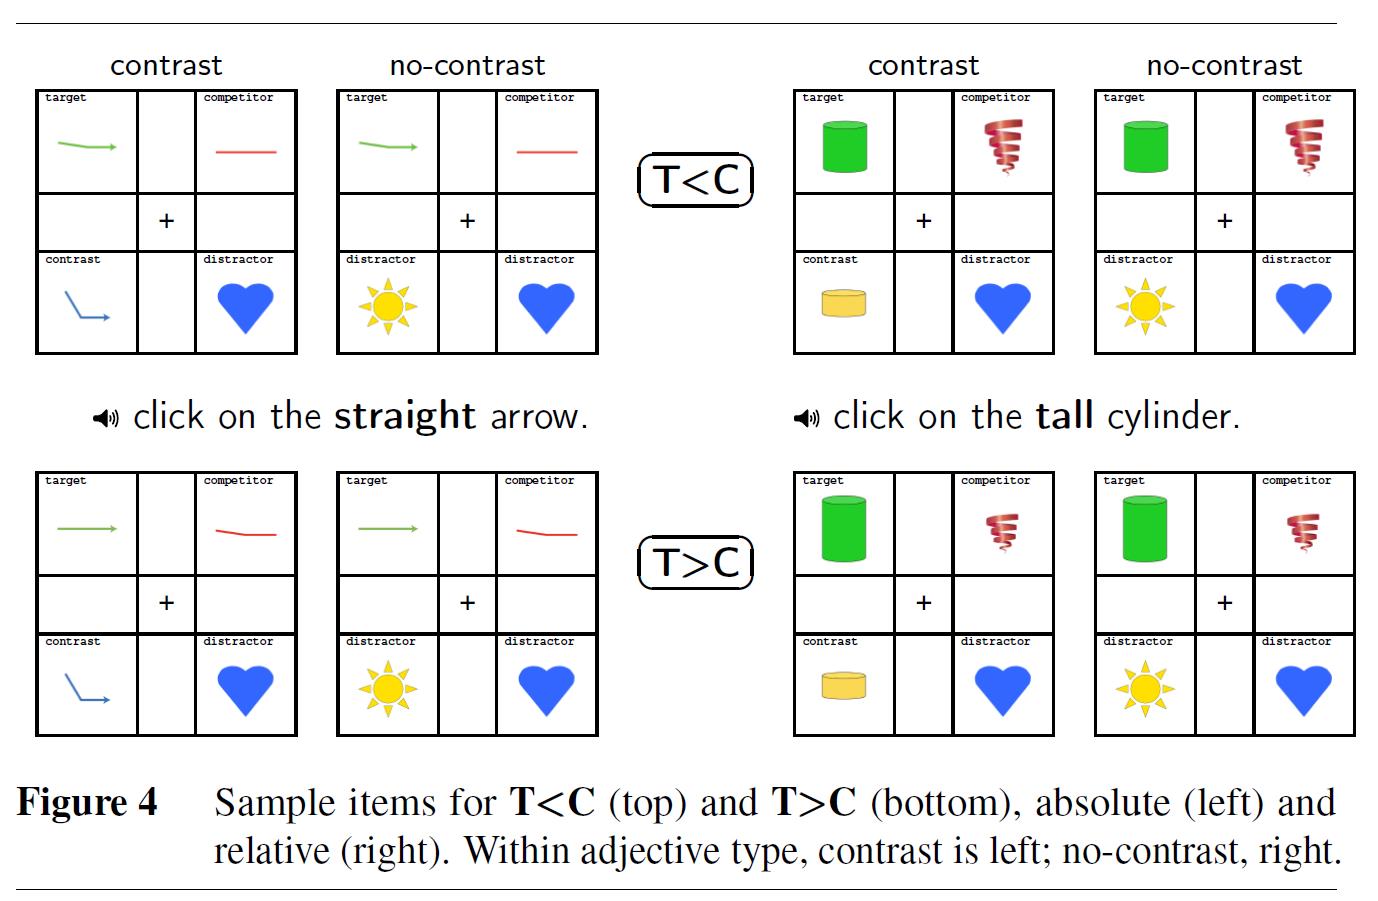 contrast no-contrast contrast no-contrast
target competitor target competitor target competitor target competitor
T<C
+ + + +
contrast distractor distractor distractor contrast distractor distractor distractor
click on the straight arrow. click on the tall cylinder.
target competitor target competitor target competitor target competitor
T>C
+ + + +
contrast distractor distractor distractor contrast distractor distractor distractor
Figure 4 Sample items for T<C (top) and T>C (bottom), absolute (left) and
relative (right). Within adjective type, contrast is left; no-contrast, right.